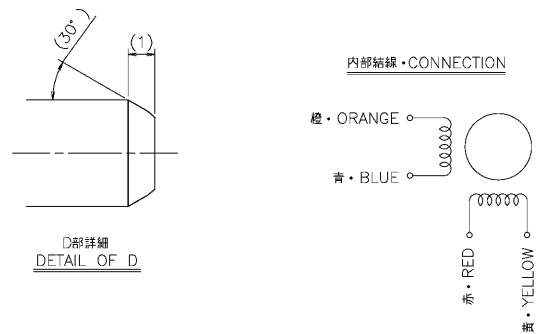 (30°)
(1)
D部詳細
DETAIL OF D
内部結線・CONNECTION
橙・ORANGE
青・BLUE
赤・RED
黄・YELLOW